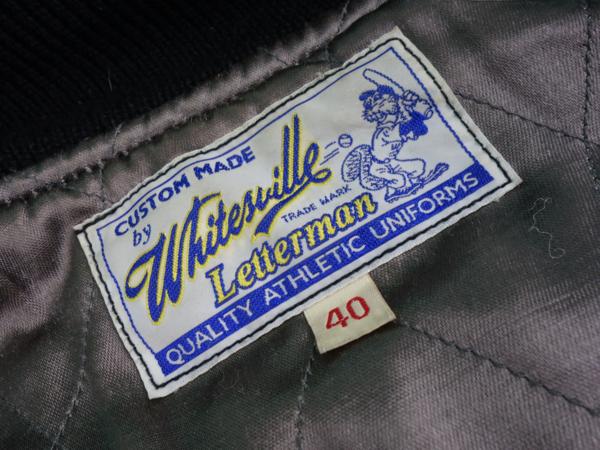 CUSTOM MADE
by
Whitesville
TRADE MARK
Letterman
QUALITY ATHLETIC UNIFORMS
40